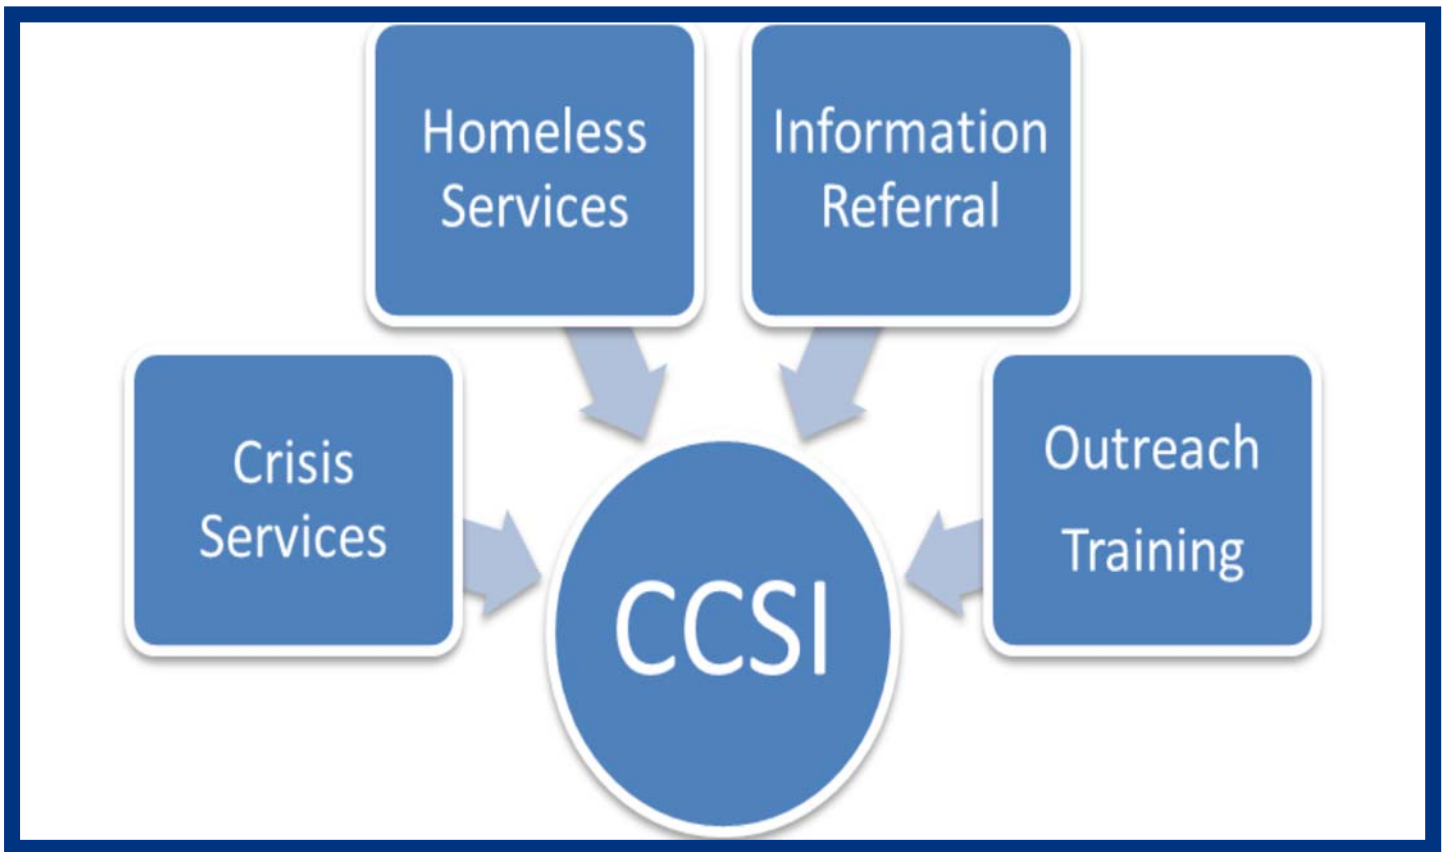 Homeless
Services
Information
Referral
Crisis
Services
Outreach
Training
CCSI